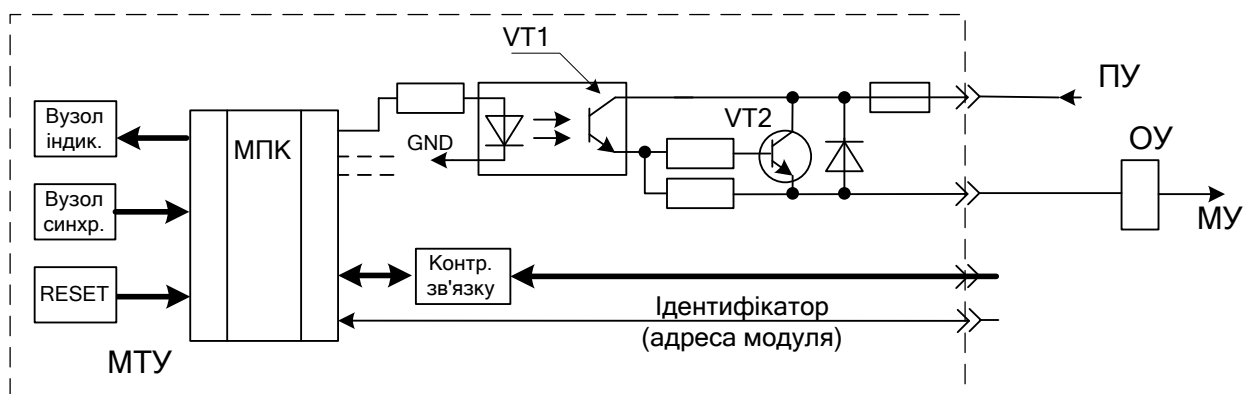 VT1
ПУ
Вузол
індик.
МПК
GND
VT2
ОУ
Вузол
синхр.
МУ
RESET
Контр.
зв'язку
Ідентифікатор
(адреса модуля)
МТУ